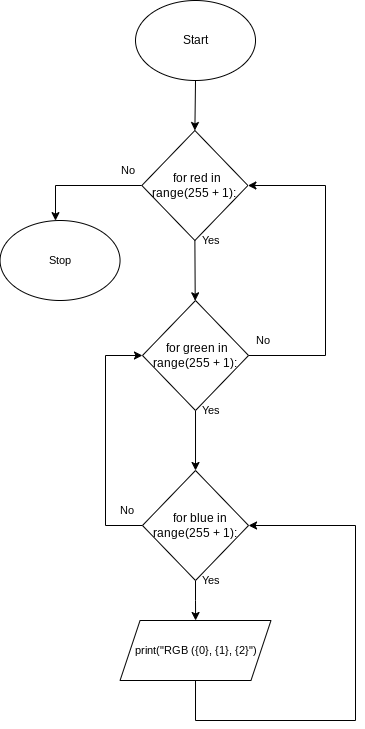 Start
No
for red in
range(255 + 1):
Yes
Stop
for green in
range(255 + 1):
No
Yes
No
for blue in
range(255 + 1):
Yes
print("RGB ({0}, {1}, {2}")